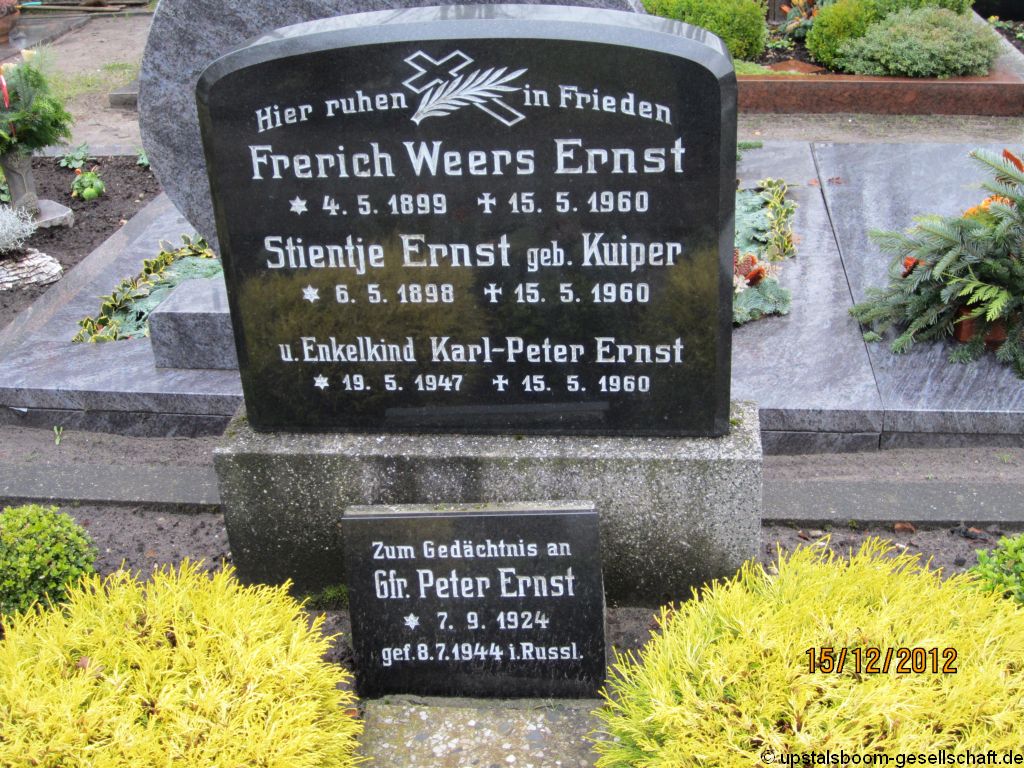 Hier ruhen in Frieden
Frerich Weers Ernst
* 4. 5. 1899 ✝ 15. 5. 1960
Stientje Ernst geb. Kuiper
* 6. 5. 1898 ✝ 15. 5. 1960
u. Enkelkind Karl-Peter Ernst
* 19. 5. 1947 ✝ 15. 5. 1960
Zum Gedächtnis an
Gfr. Peter Ernst
* 7. 9. 1924
gef. 8.7.1944 i. Russl.
15/12/2012
© upstalsboom-gesellschaft.de